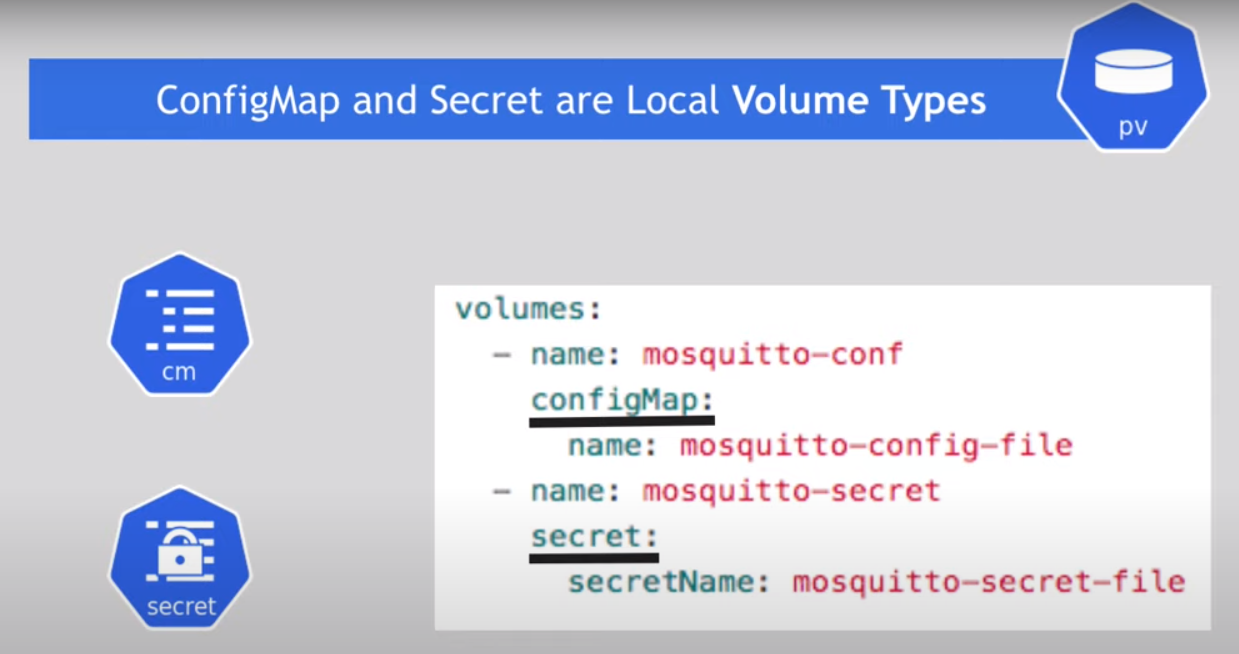 ConfigMap and Secret are Local Volume Types
pv
cm
secret
volumes:
  - name: mosquitto-conf
    configMap:
      name: mosquitto-config-file
  - name: mosquitto-secret
    secret:
      secretName: mosquitto-secret-file